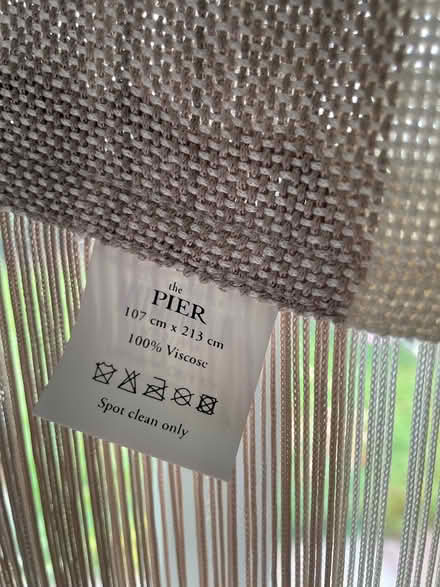 the
PIER
107 cm x 213 cm
100% Viscose
Spot clean only